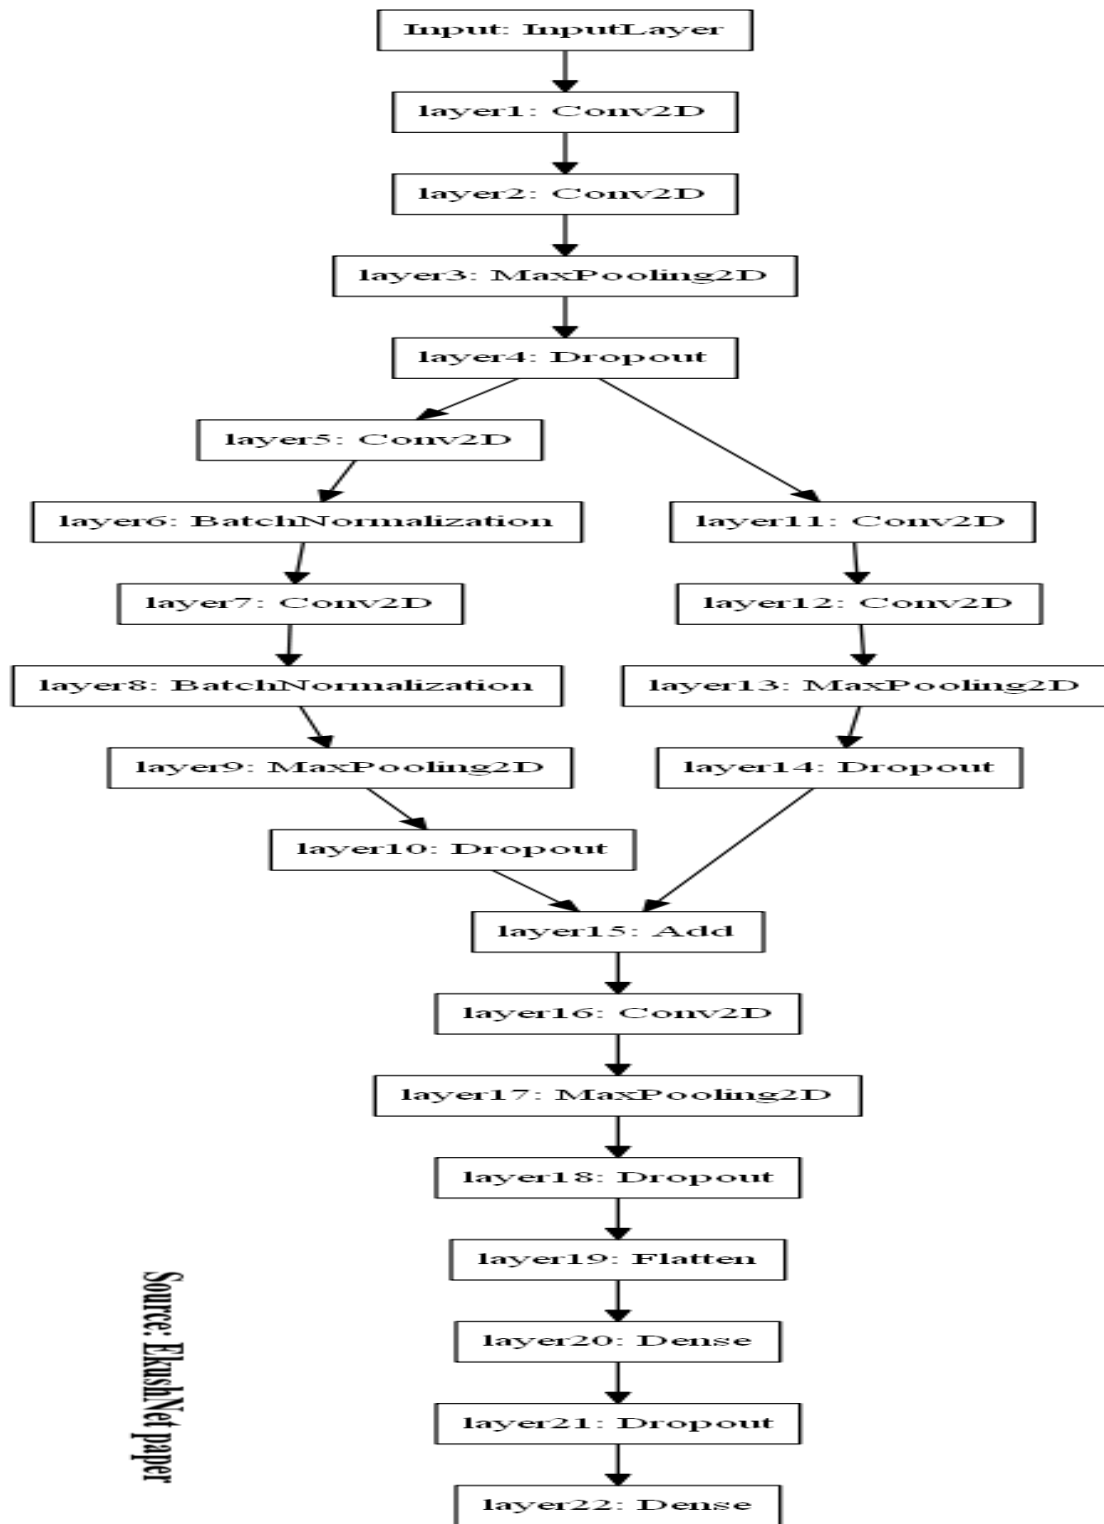 Input: InputLayer
layer1: Conv2D
layer2: Conv2D
layer3: MaxPooling2D
layer4: Dropout
layer5: Conv2D
layer6: BatchNormalization
layer11: Conv2D
layer7: Conv2D
layer12: Conv2D
layer8: BatchNormalization
layer13: MaxPooling2D
layer9: MaxPooling2D
layer14: Dropout
layer10: Dropout
layer15: Add
layer16: Conv2D
layer17: MaxPooling2D
layer18: Dropout
layer19: Flatten
layer20: Dense
layer21: Dropout
layer22: Dense
Source: EkushNet paper